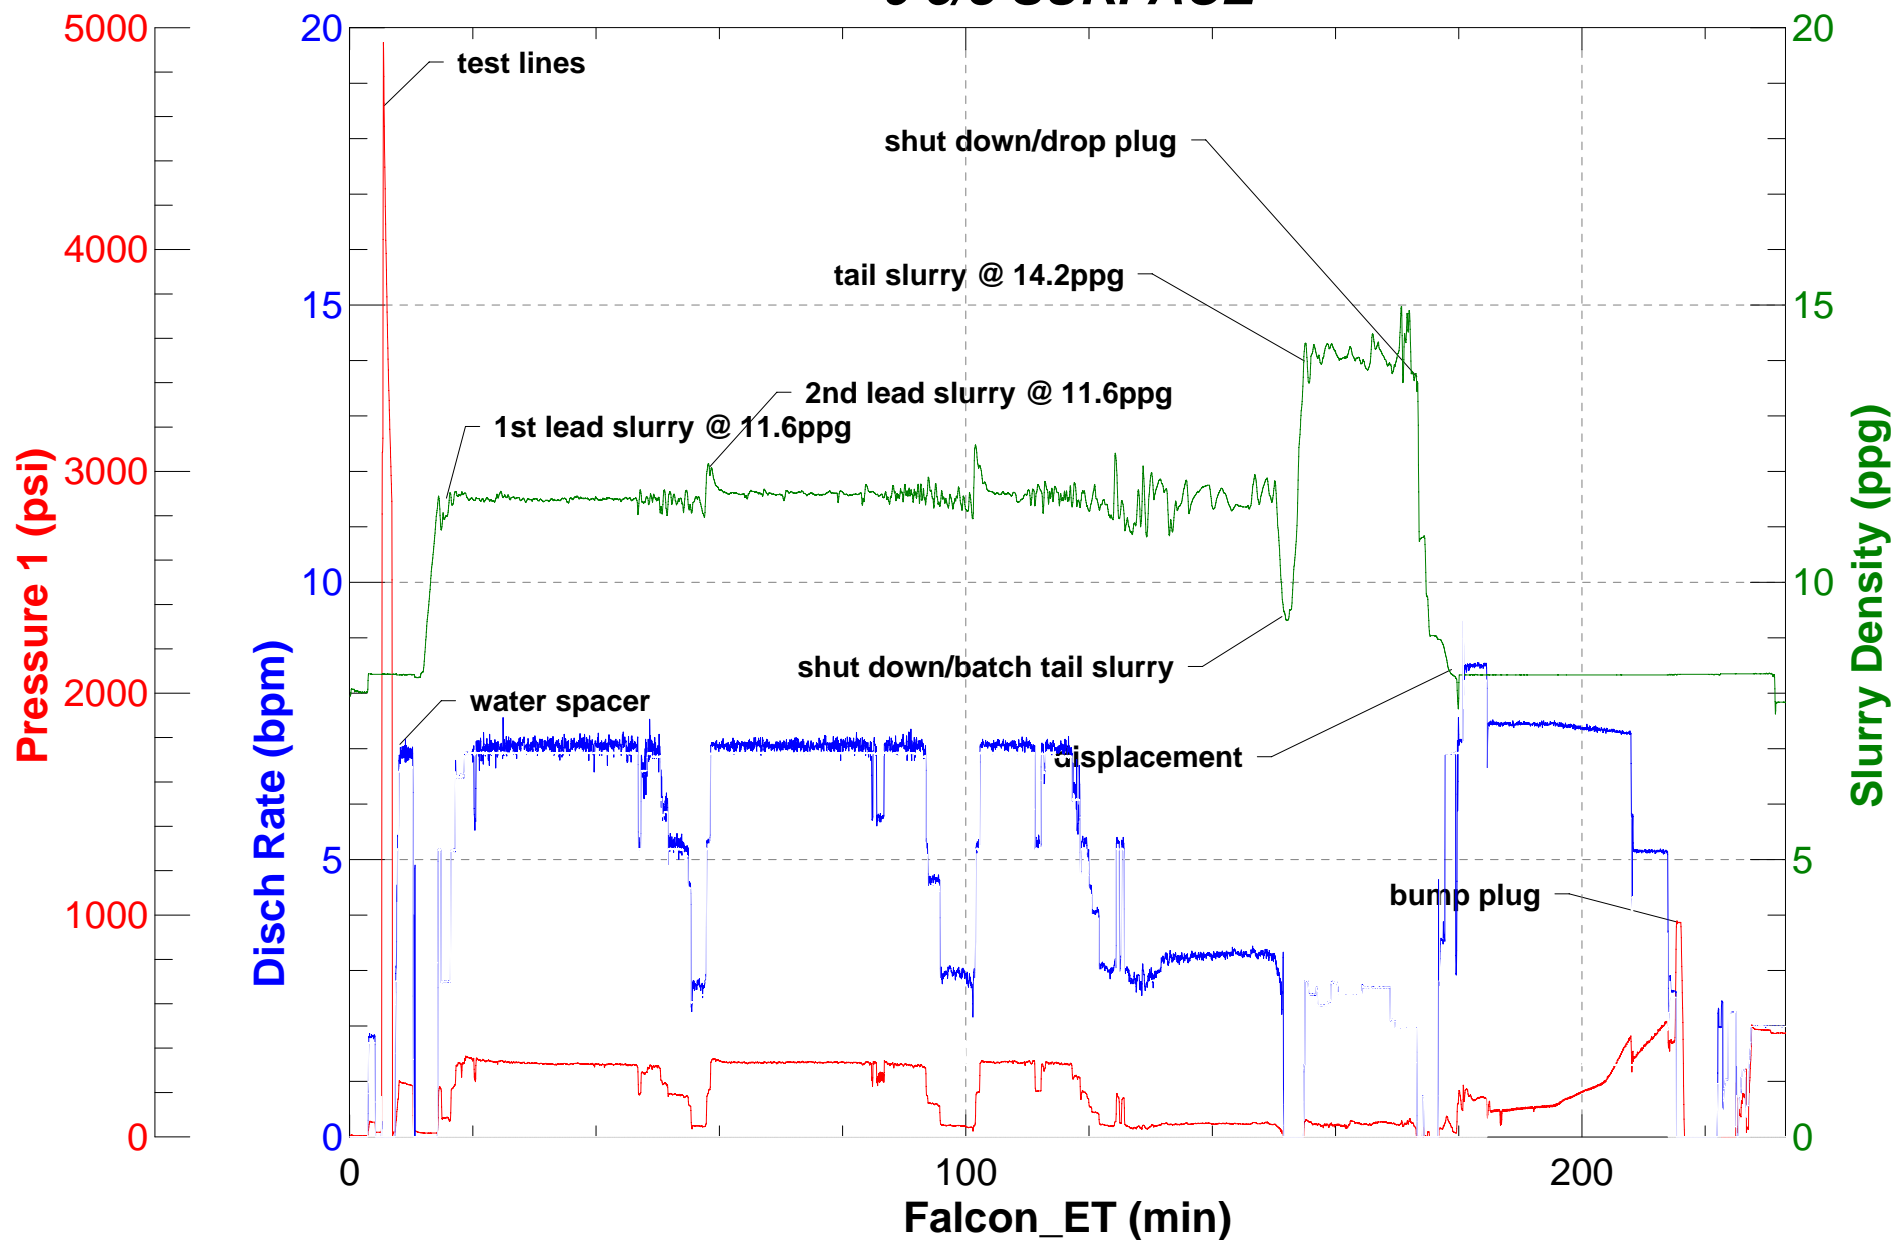 5000
4000
3000
2000
1000
0
Pressure 1 (psi)
20
15
10
5
0
Disch Rate (bpm)
test lines
shut down/drop plug
tail slurry @ 14.2ppg
2nd lead slurry @ 11.6ppg
1st lead slurry @ 11.6ppg
shut down/batch tail slurry
water spacer
displacement
bump plug
20
15
10
5
0
Slurry Density (ppg)
0
100
200
Falcon_ET (min)